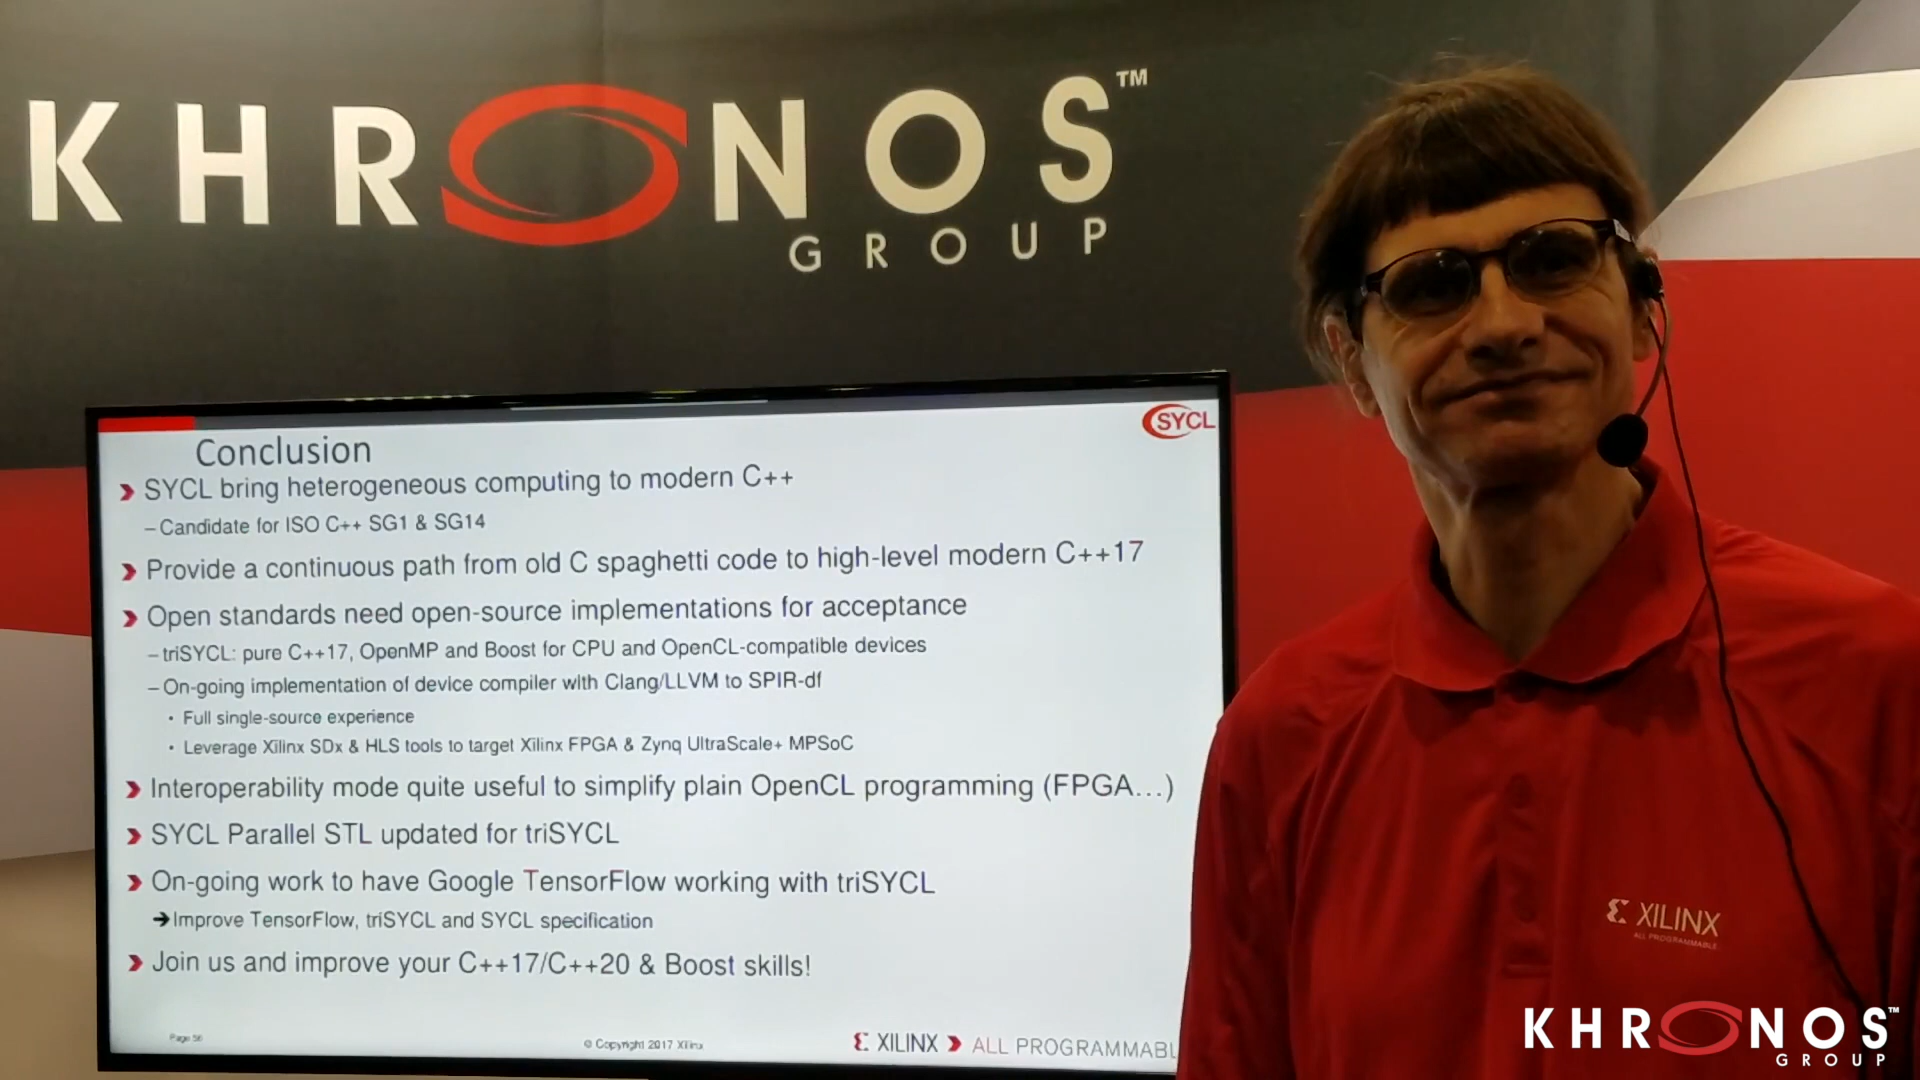 KHRONOS™
GROUP
SYCL
Conclusion
SYCL bring heterogeneous computing to modern C++
– Candidate for ISO C++ SG1 & SG14
Provide a continuous path from old C spaghetti code to high-level modern C++17
Open standards need open-source implementations for acceptance
– triSYCL: pure C++17, OpenMP and Boost for CPU and OpenCL-compatible devices
– On-going implementation of device compiler with Clang/LLVM to SPIR-df
• Full single-source experience
• Leverage Xilinx SDx & HLS tools to target Xilinx FPGA & Zynq UltraScale+ MPSoC
Interoperability mode quite useful to simplify plain OpenCL programming (FPGA...)
SYCL Parallel STL updated for triSYCL
On-going work to have Google TensorFlow working with triSYCL
➔ Improve TensorFlow, triSYCL and SYCL specification
Join us and improve your C++17/C++20 & Boost skills!
Page 56
© Copyright 2017 Xilinx
XILINX ALL PROGRAMMABL
XILINX
ALL PROGRAMMABLE
KHRONOS™
GROUP